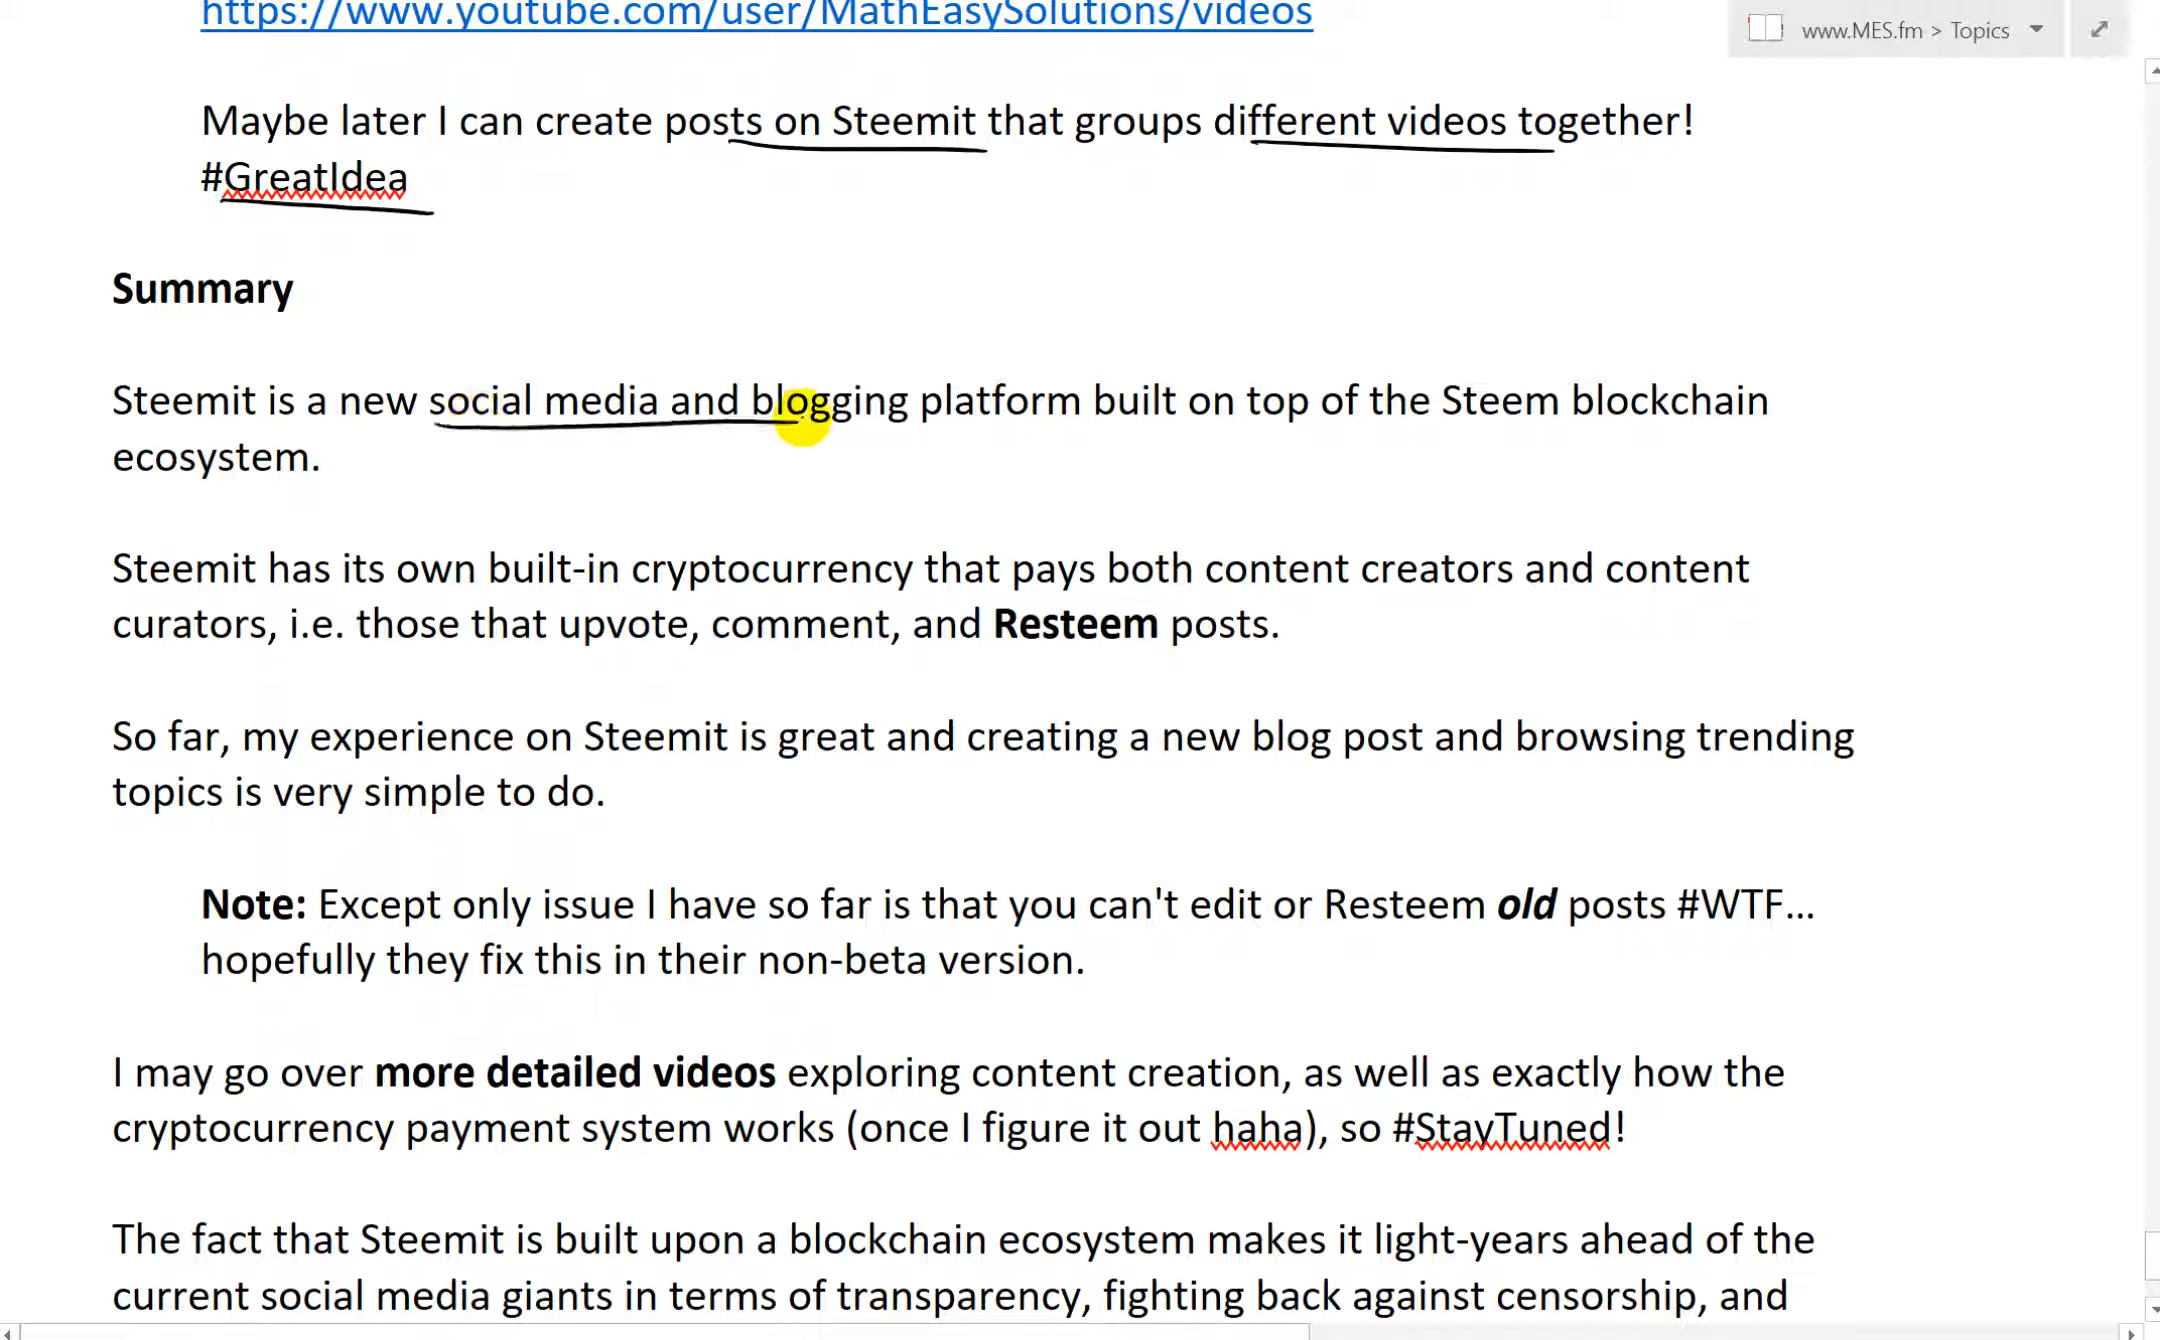 https://www.youtube.com/user/MathEasySolutions/videos
www.MES.fm > Topics
Maybe later I can create posts on Steemit that groups different videos together!
#GreatIdea
Summary
Steemit is a new social media and blogging platform built on top of the Steem blockchain
ecosystem.
Steemit has its own built-in cryptocurrency that pays both content creators and content
curators, i.e. those that upvote, comment, and Resteem posts.
So far, my experience on Steemit is great and creating a new blog post and browsing trending
topics is very simple to do.
Note: Except only issue I have so far is that you can't edit or Resteem old posts #WTF...
hopefully they fix this in their non-beta version.
I may go over more detailed videos exploring content creation, as well as exactly how the
cryptocurrency payment system works (once I figure it out haha), so #StayTuned!
The fact that Steemit is built upon a blockchain ecosystem makes it light-years ahead of the
current social media giants in terms of transparency, fighting back against censorship, and